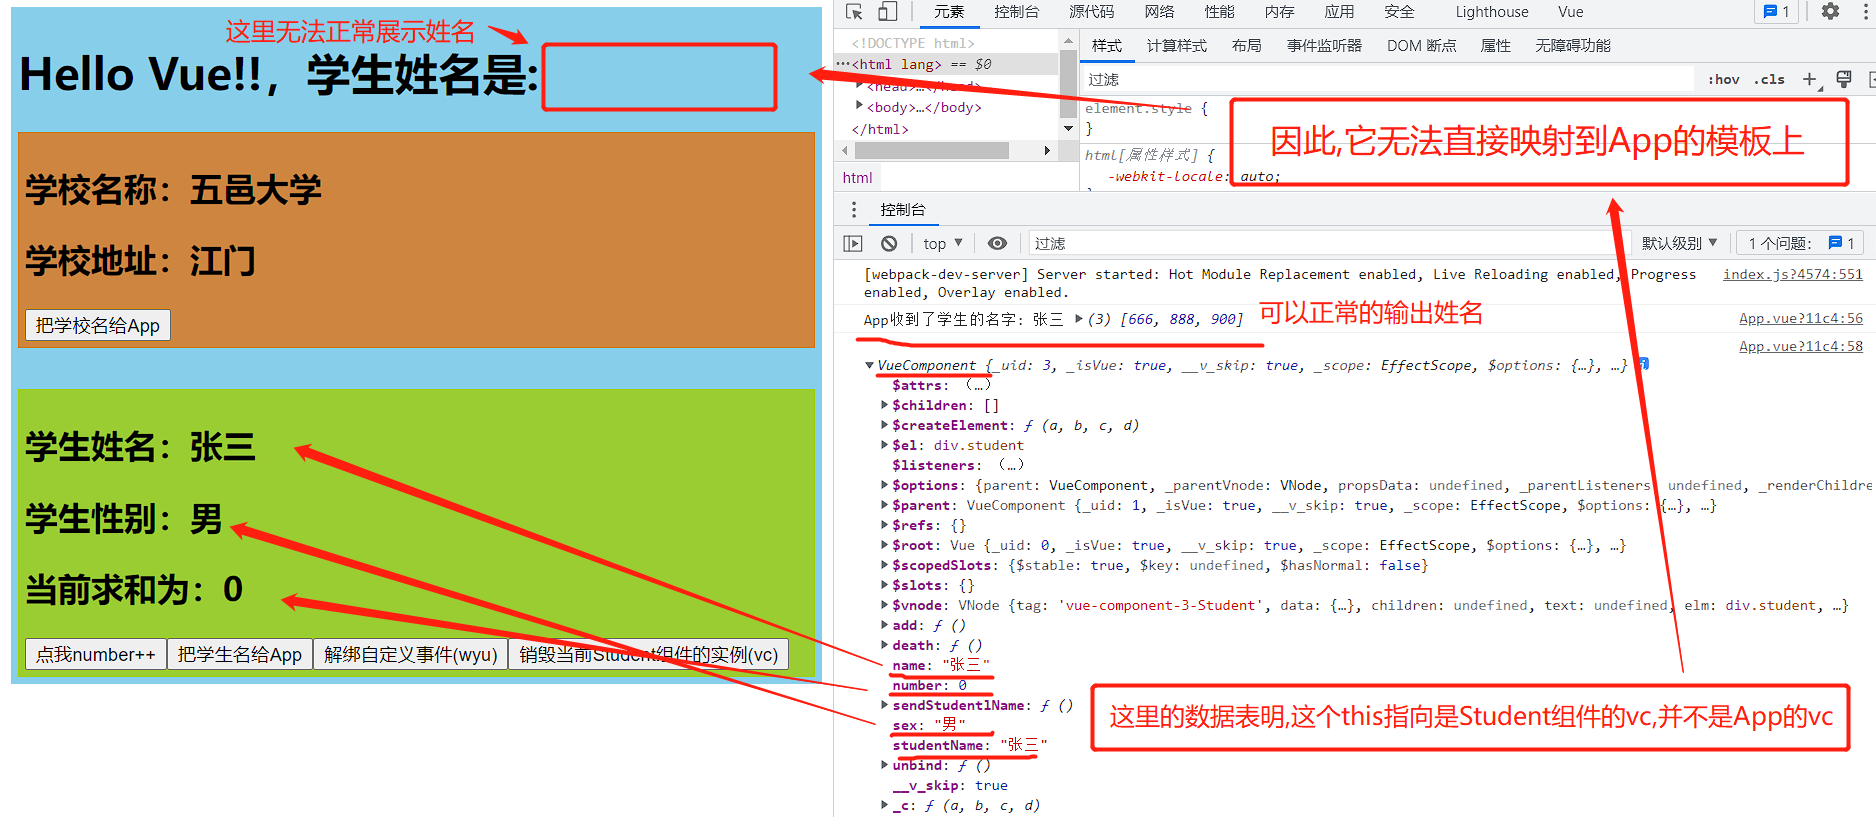 这里无法正常展示姓名
Hello Vue!!，学生姓名是:
学校名称：五邑大学
学校地址：江门
把学校名给App
学生姓名：张三
学生性别：男
当前求和为：0
点我number++ 把学生名给App 解绑自定义事件(wyu) 销毁当前Student组件的实例(vc)
元素 控制台 源代码 网络 性能 内存 应用 安全 Lighthouse Vue 1
<!DOCTYPE html>
<html lang> == $0
<head>…</head>
<body>…</body>
</html>
html
样式 计算样式 布局 事件监听器 DOM 断点 属性 无障碍功能
过滤 :hov .cls
element.style {
}
html[属性样式] {
-webkit-locale: auto;
因此,它无法直接映射到App的模板上
控制台
top ▼ 过滤 默认级别 ▼ 1 个问题: 1
[webpack-dev-server] Server started: Hot Module Replacement enabled, Live Reloading enabled, Progress index.js?4574:551
enabled, Overlay enabled.
可以正常的输出姓名
App收到了学生的名字: 张三 ▶(3) [666, 888, 900] App.vue?11c4:56
App.vue?11c4:58
VueComponent {_uid: 3, _isVue: true, __v_skip: true, _scope: EffectScope, $options: {…}, …}
$attrs: （…）
$children: []
$createElement: ƒ (a, b, c, d)
$el: div.student
$listeners: （…）
$options: {parent: VueComponent, _parentVnode: VNode, propsData: undefined, _parentListeners: undefined, _renderChildre
$parent: VueComponent {_uid: 1, _isVue: true, __v_skip: true, _scope: EffectScope, $options: {…}, …}
$refs: {}
$root: Vue {_uid: 0, _isVue: true, __v_skip: true, _scope: EffectScope, $options: {…}, …}
$scopedSlots: {$stable: true, $key: undefined, $hasNormal: false}
$slots: {}
$vnode: VNode {tag: 'vue-component-3-Student', data: {…}, children: undefined, text: undefined, elm: div.student, …}
add: ƒ ()
death: ƒ ()
name: "张三"
number: 0
sendStudentlName: ƒ ()
sex: "男"
studentName: "张三"
unbind: ƒ ()
__v_skip: true
_c: ƒ (a, b, c, d)
这里的数据表明,这个this指向是Student组件的vc,并不是App的vc